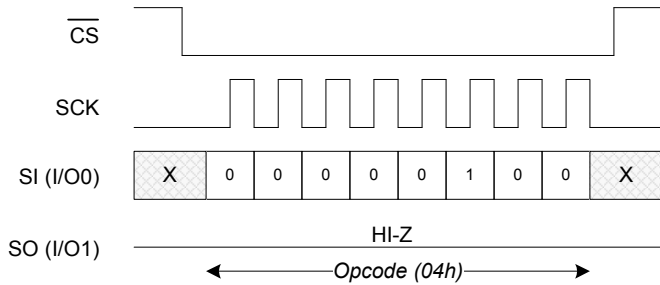 CS
SCK
SI (I/O0) X 0 0 0 0 0 1 0 0 X
HI-Z
SO (I/O1)
Opcode (04h)